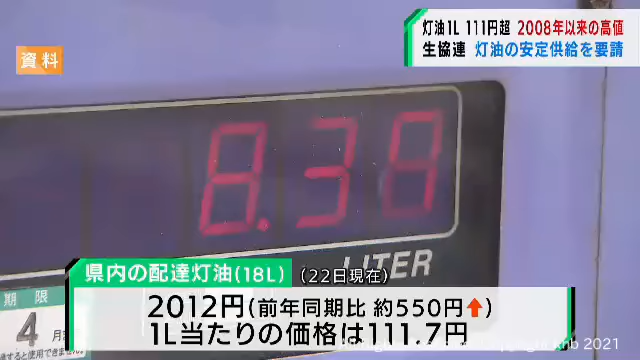 資料
灯油1L 111円超 2008年以来の高値
生協連 灯油の安定供給を要請
8.38
LITER
県内の配達灯油(18L) (22日現在)
2012円(前年同期比 約550円↑)
1L当たりの価格は111.7円
期限
4月
khb 2021